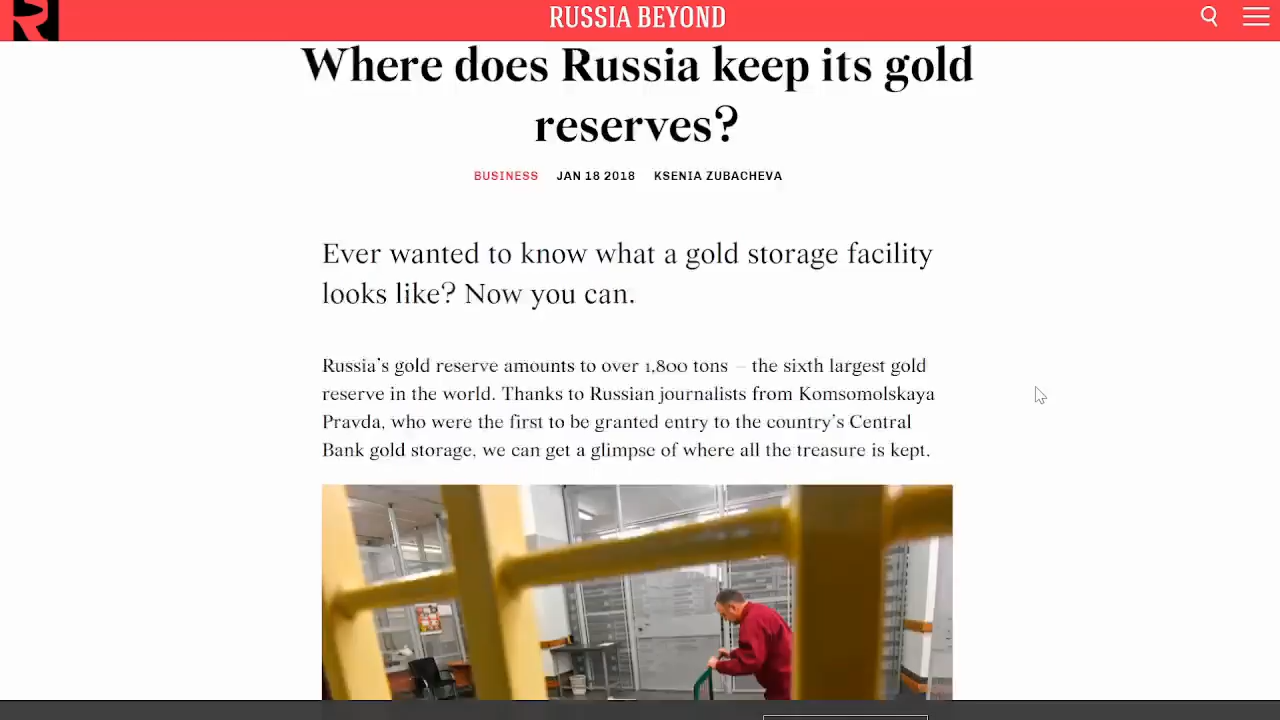 RUSSIA BEYOND
Where does Russia keep its gold
reserves?
BUSINESS JAN 18 2018 KSENIA ZUBACHEVA
Ever wanted to know what a gold storage facility
looks like? Now you can.
Russia's gold reserve amounts to over 1,800 tons – the sixth largest gold
reserve in the world. Thanks to Russian journalists from Komsomolskaya
Pravda, who were the first to be granted entry to the country's Central
Bank gold storage, we can get a glimpse of where all the treasure is kept.